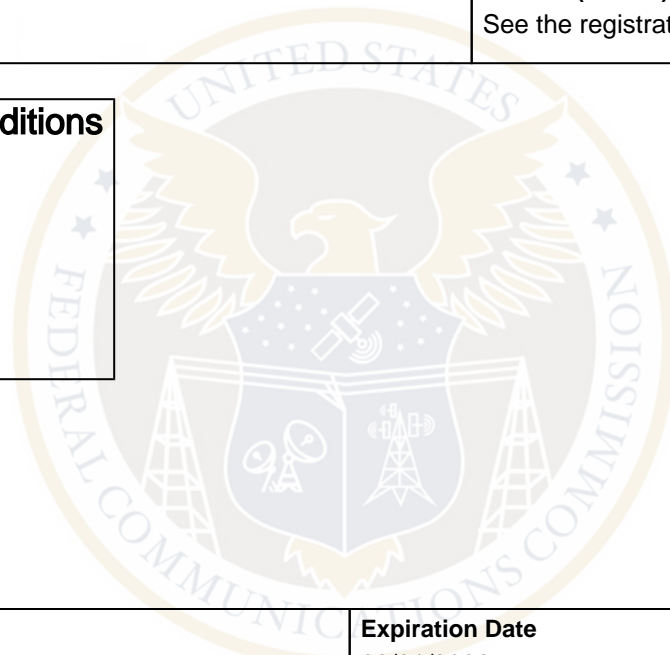 See the registrat
ditions
UNITED STATES
FEDERAL COMMUNICATIONS COMMISSION
Expiration Date